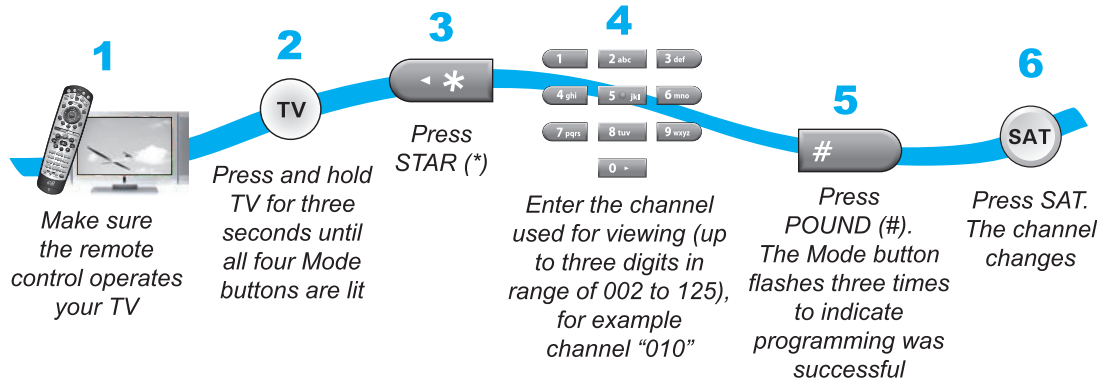 1
Make sure
the remote
control operates
your TV
2
TV
Press and hold
TV for three
seconds until
all four Mode
buttons are lit
3
*
Press
STAR (*)
4
1 2 abc 3 def
4 ghi 5 jkl 6 mno
7 pqrs 8 tuv 9 wxyz
0
Enter the channel
used for viewing (up
to three digits in
range of 002 to 125),
for example
channel “010”
5
#
Press
POUND (#).
The Mode button
flashes three times
to indicate
programming was
successful
6
SAT
Press SAT.
The channel
changes